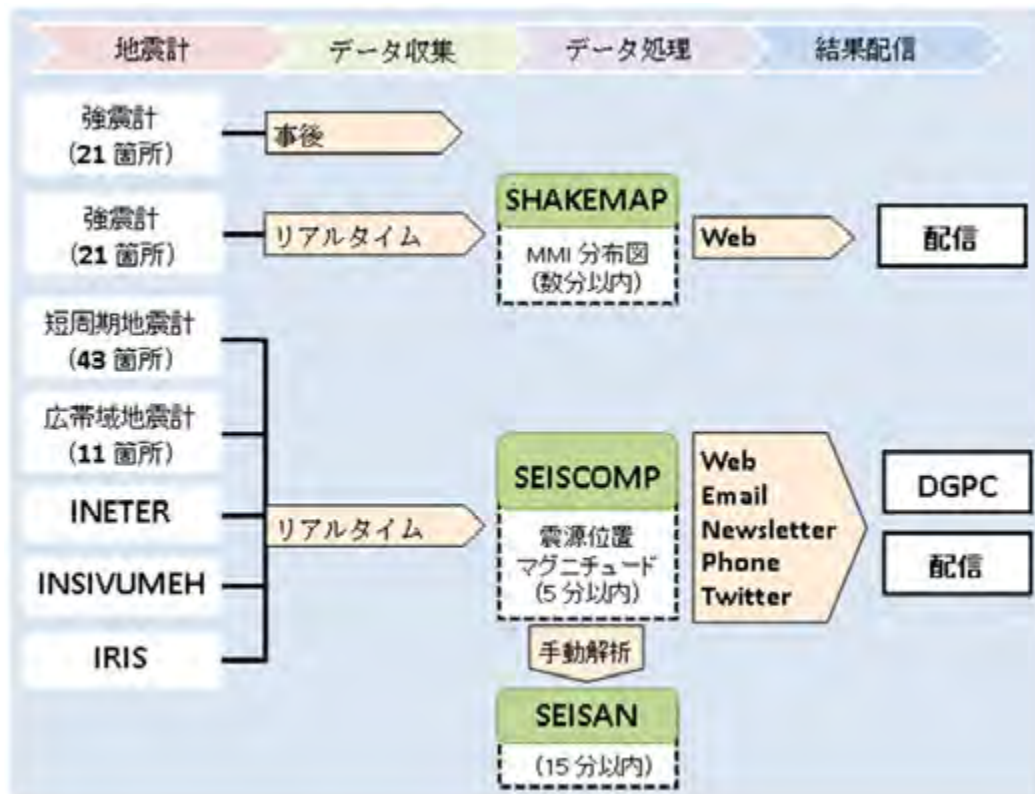 地震計
データ収集
データ処理
結果配信
強震計
(21 箇所)
事後
強震計
(21 箇所)
リアルタイム
SHAKEMAP
MMI 分布図
(数分以内)
Web
配信
短周期地震計
(43 箇所)
広帯域地震計
(11 箇所)
INETER
INSIVUMEH
IRIS
リアルタイム
SEISCOMP
震源位置
マグニチュード
(5 分以内)
Web
Email
Newsletter
Phone
Twitter
DGPC
配信
手動解析
SEISAN
(15 分以内)